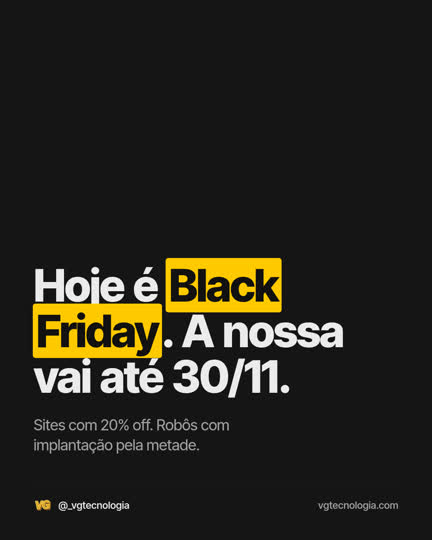 Hoje é Black
Friday. A nossa
vai até 30/11.
Sites com 20% off. Robôs com
implantação pela metade.
VG @_vgtecnologia
vgtecnologia.com